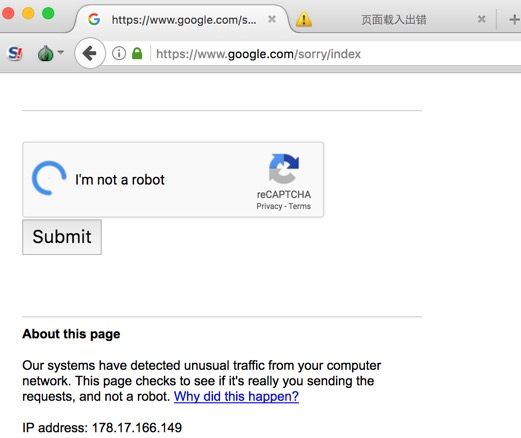 https://www.google.com/s...
页面载入出错
https://www.google.com/sorry/index
I'm not a robot
reCAPTCHA
Privacy - Terms
Submit
About this page
Our systems have detected unusual traffic from your computer
network. This page checks to see if it's really you sending the
requests, and not a robot. Why did this happen?
IP address: 178.17.166.149